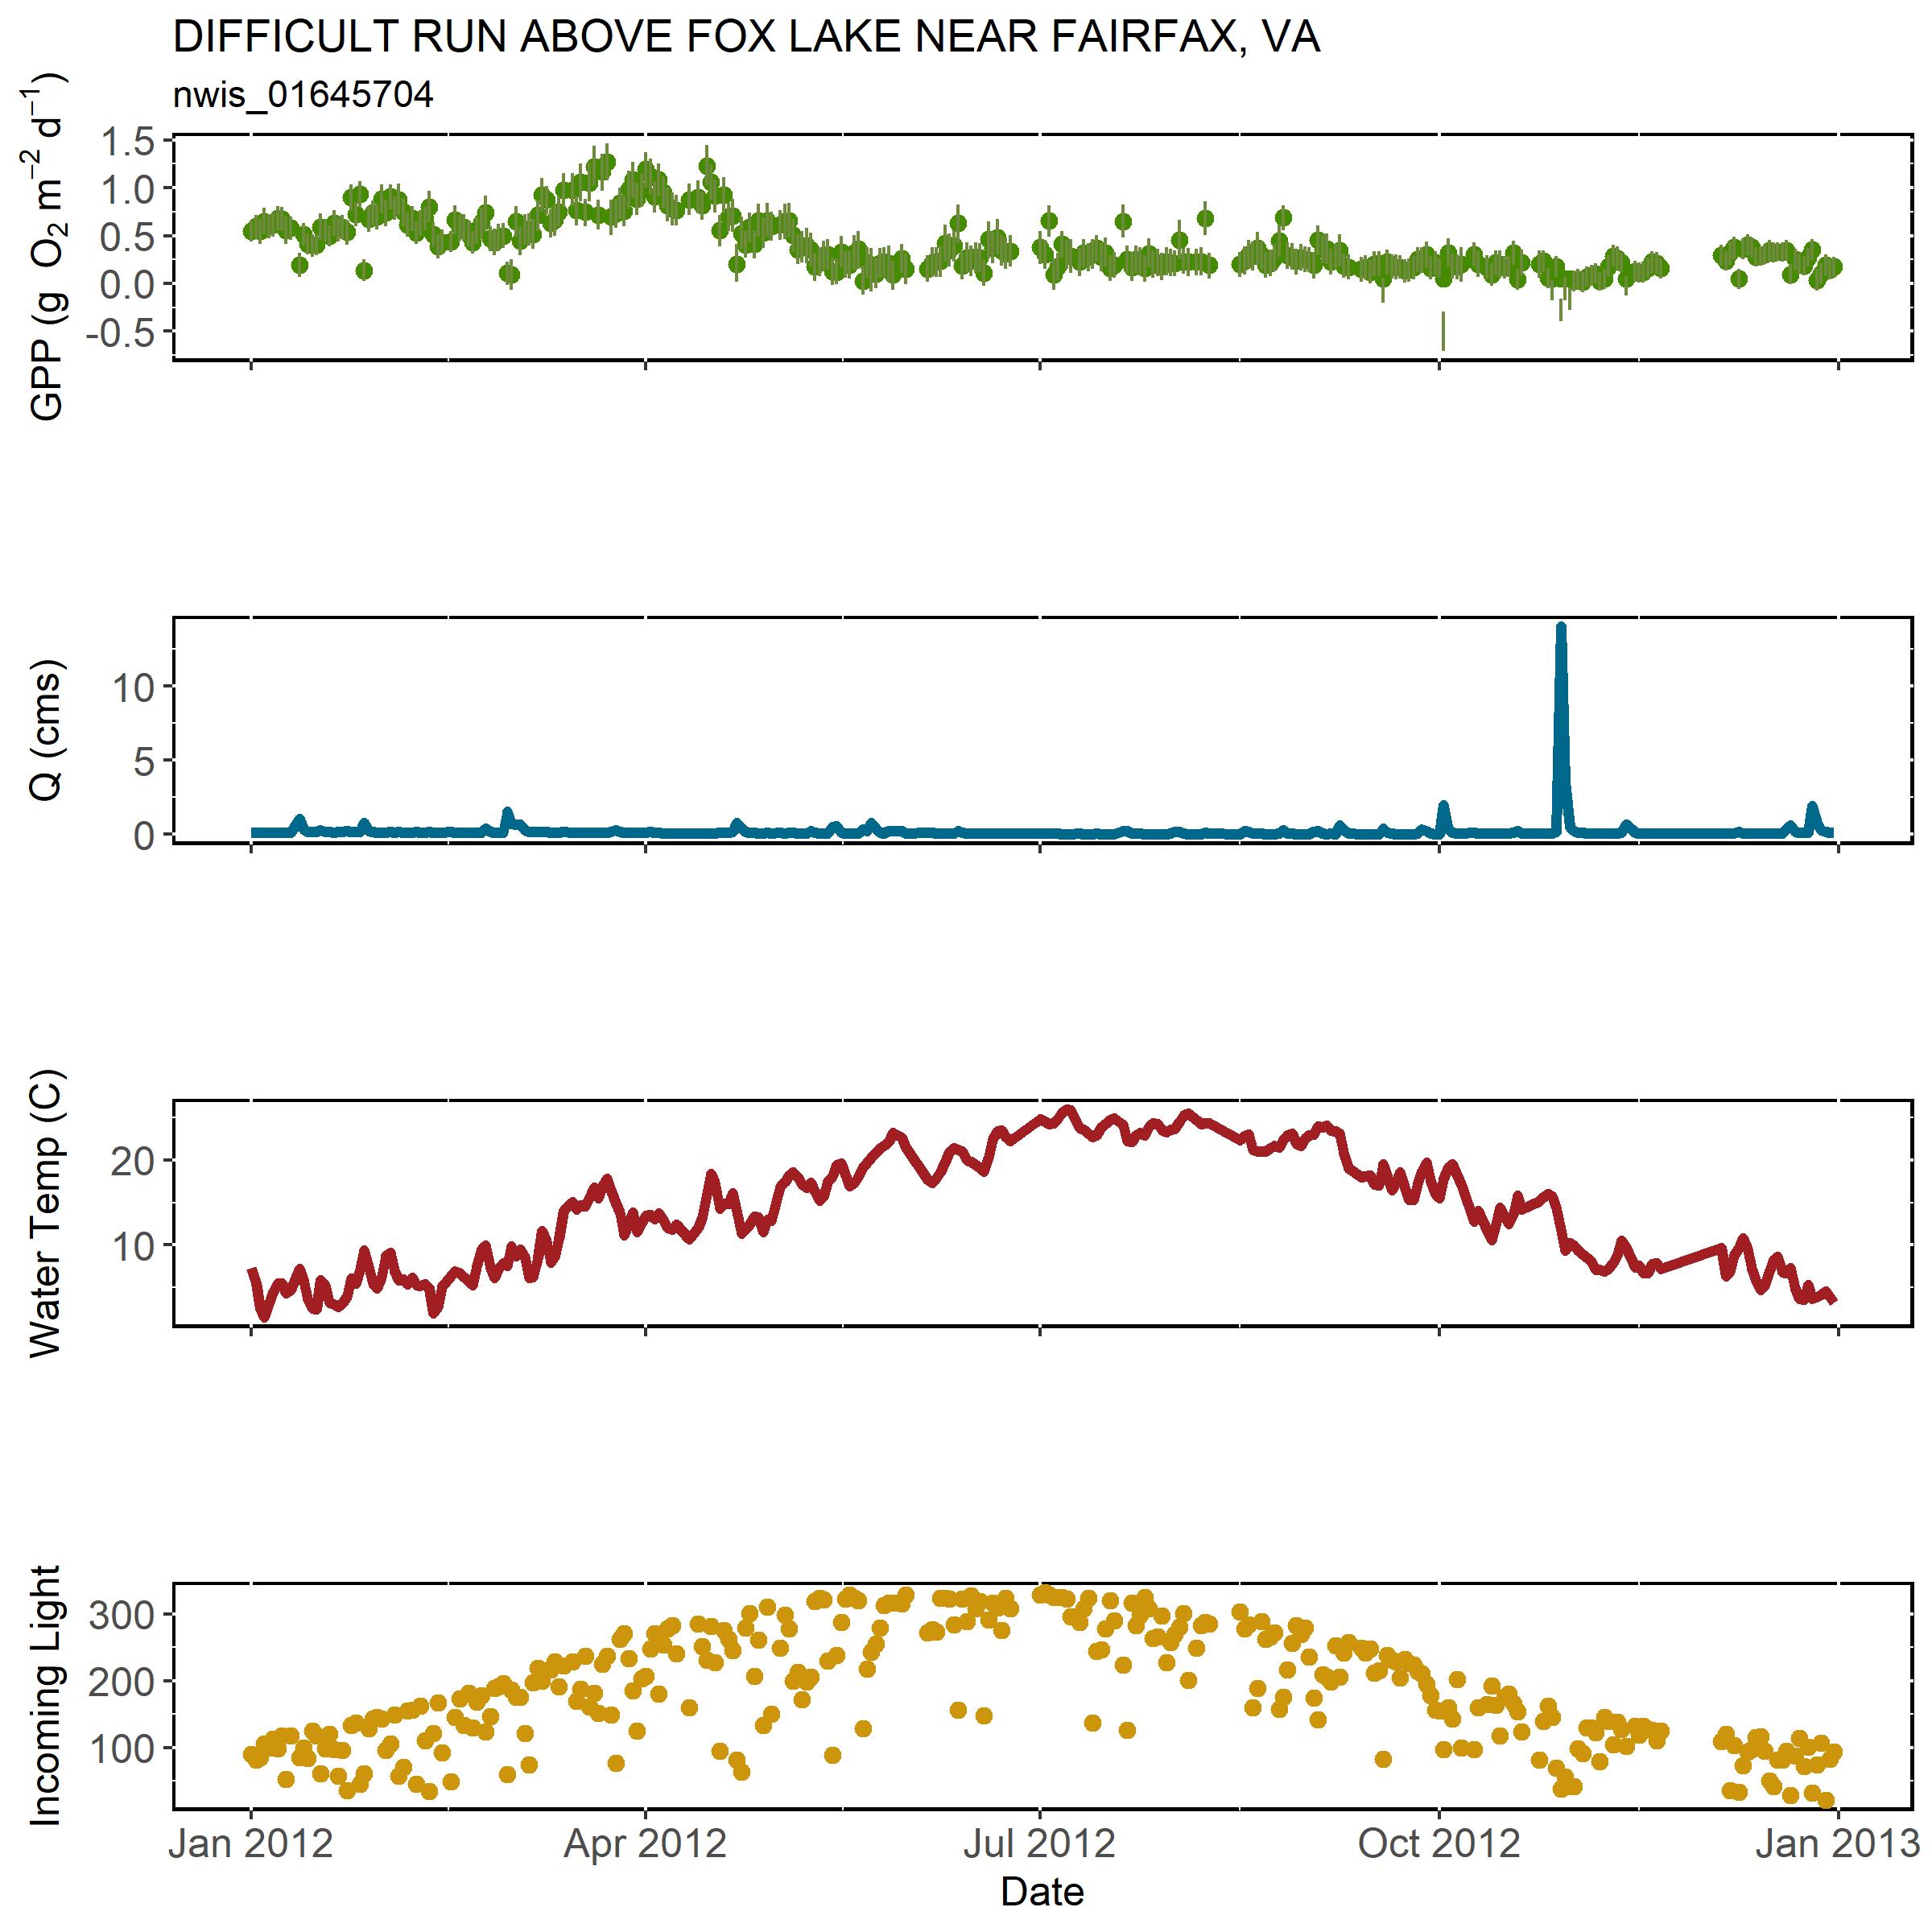 DIFFICULT RUN ABOVE FOX LAKE NEAR FAIRFAX, VA
nwis_01645704
GPP (g O₂ m⁻² d⁻¹)
1.5
1.0
0.5
0.0
-0.5
Q (cms)
10
5
0
Water Temp (C)
20
10
Incoming Light
300
200
100
Jan 2012 Apr 2012 Jul 2012 Oct 2012 Jan 2013
Date